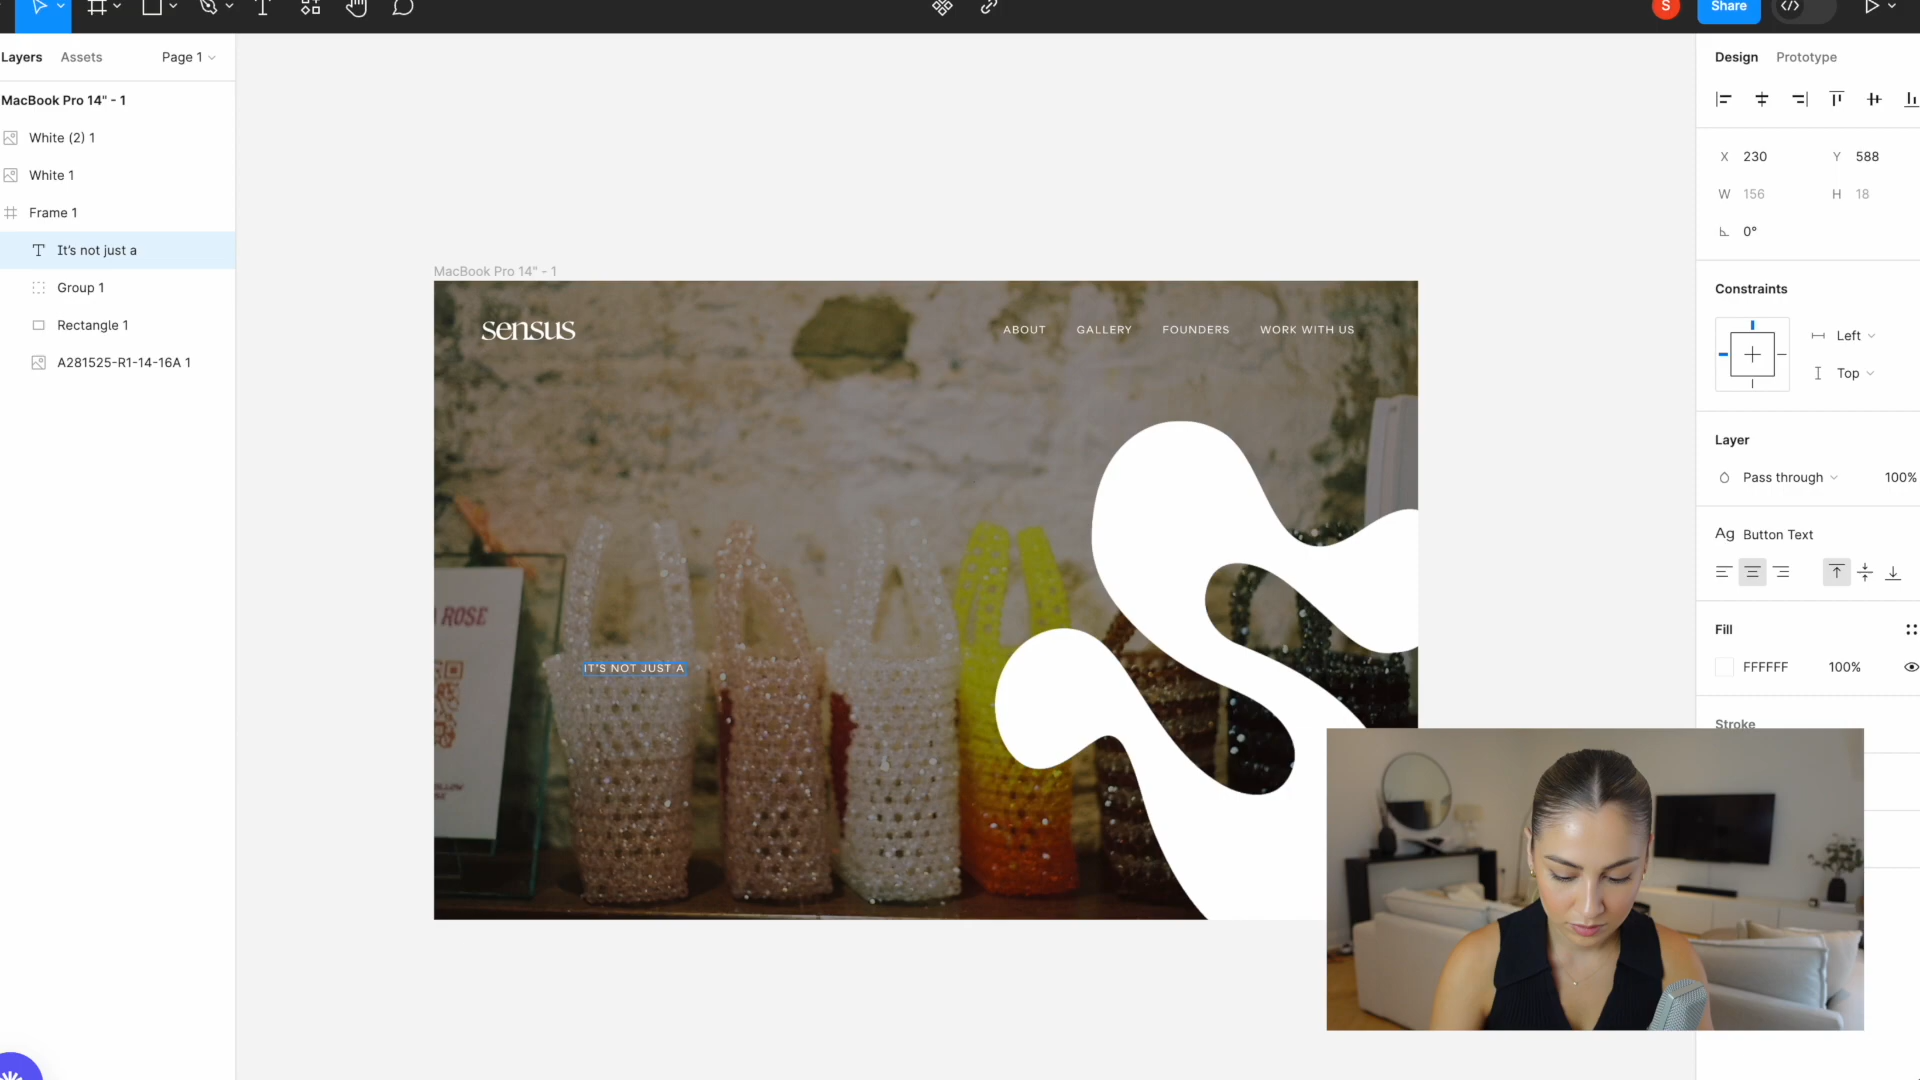 S
Share
Layers Assets Page 1
Design Prototype
MacBook Pro 14" - 1
White (2) 1
White 1
Frame 1
It's not just a
Group 1
Rectangle 1
A281525-R1-14-16A 1
MacBook Pro 14" - 1
sensus
ABOUT GALLERY FOUNDERS WORK WITH US
ROSE
IT'S NOT JUST A
X 230 Y 588
W 156 H 18
0°
Constraints
Left
Top
Layer
Pass through 100%
Ag Button Text
Fill
FFFFFF 100%
Stroke